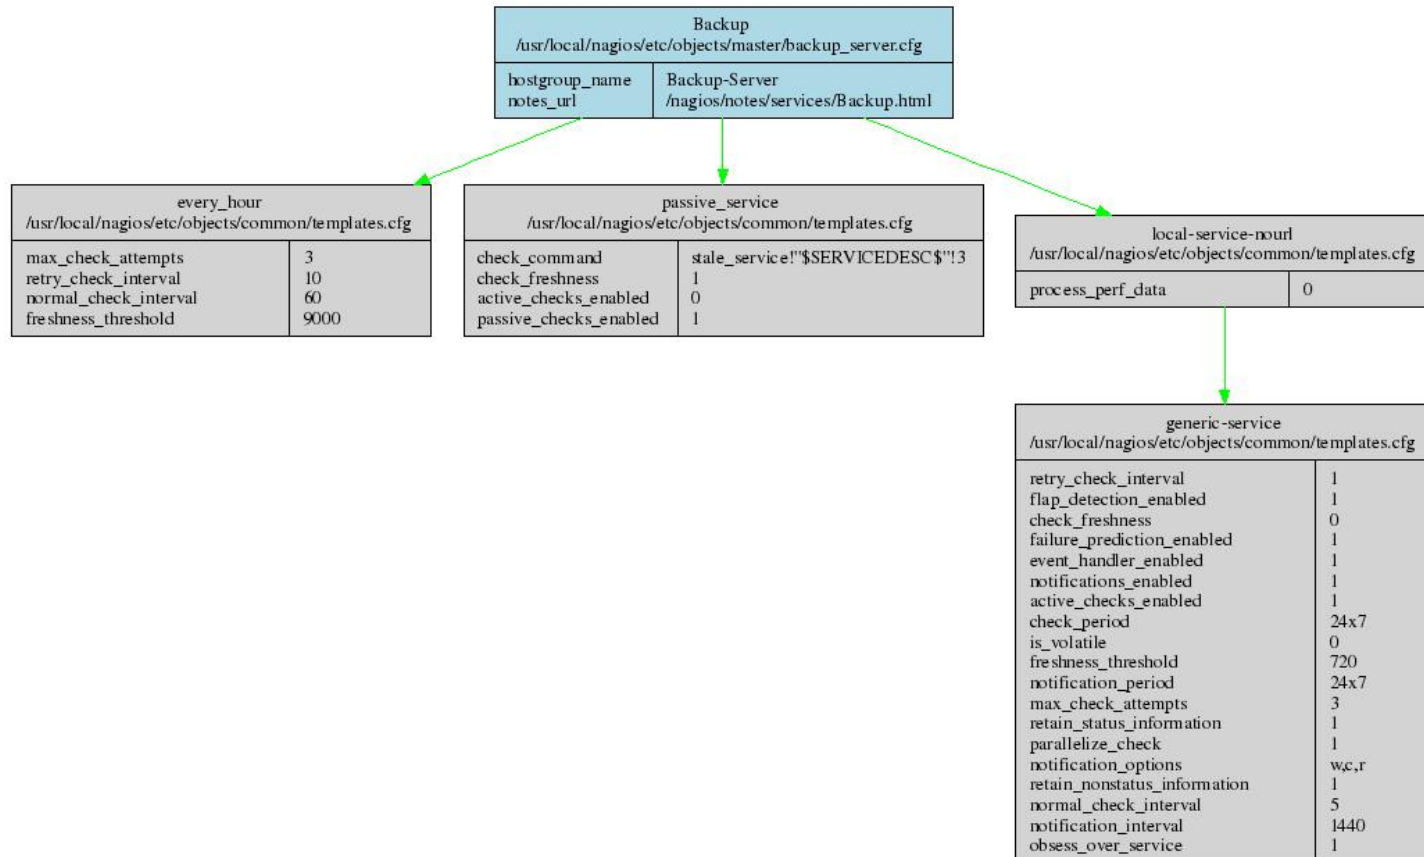 Backup
/usr/local/nagios/etc/objects/master/backup_server.cfg
hostgroup_name Backup-Server
notes_url /nagios/notes/services/Backup.html
every_hour
/usr/local/nagios/etc/objects/common/templates.cfg
max_check_attempts 3
retry_check_interval 10
normal_check_interval 60
freshness_threshold 9000
passive_service
/usr/local/nagios/etc/objects/common/templates.cfg
check_command stale_service!"$SERVICEDESC$"!3
check_freshness 1
active_checks_enabled 0
passive_checks_enabled 1
local-service-nourl
/usr/local/nagios/etc/objects/common/templates.cfg
process_perf_data 0
generic-service
/usr/local/nagios/etc/objects/common/templates.cfg
retry_check_interval 1
flap_detection_enabled 1
check_freshness 0
failure_prediction_enabled 1
event_handler_enabled 1
notifications_enabled 1
active_checks_enabled 1
check_period 24x7
is_volatile 0
freshness_threshold 720
notification_period 24x7
max_check_attempts 3
retain_status_information 1
parallelize_check 1
notification_options w,c,r
retain_nonstatus_information 1
normal_check_interval 5
notification_interval 1440
obsess_over_service 1